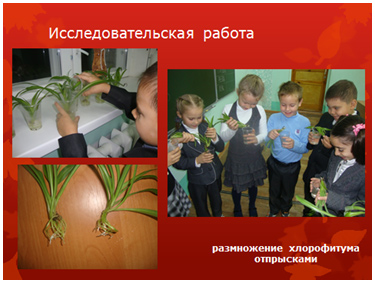 Исследовательская работа
размножение хлорофитума
отпрысками